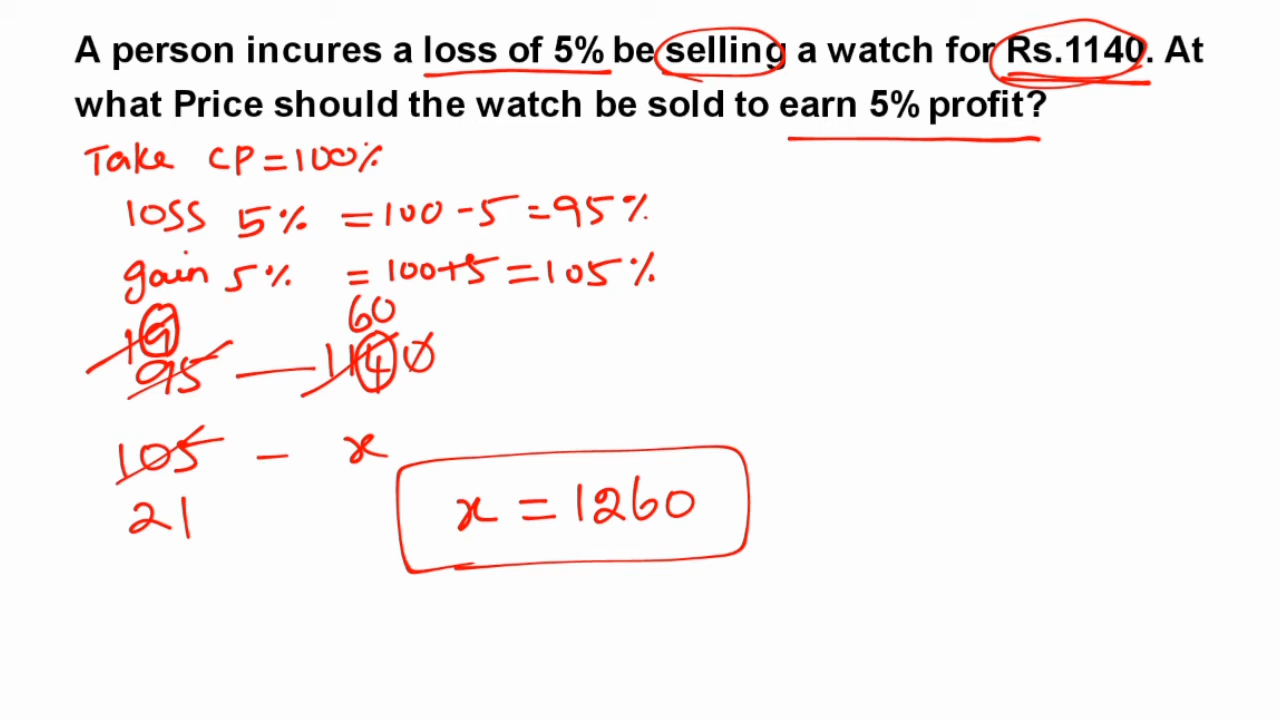 A person incures a loss of 5% be selling a watch for Rs.1140. At
what Price should the watch be sold to earn 5% profit?
Take CP=100%
loss 5% =100-5=95%
gain 5% =100+5=105%
19 60
95 — 1140
105 - x
21
x=1260